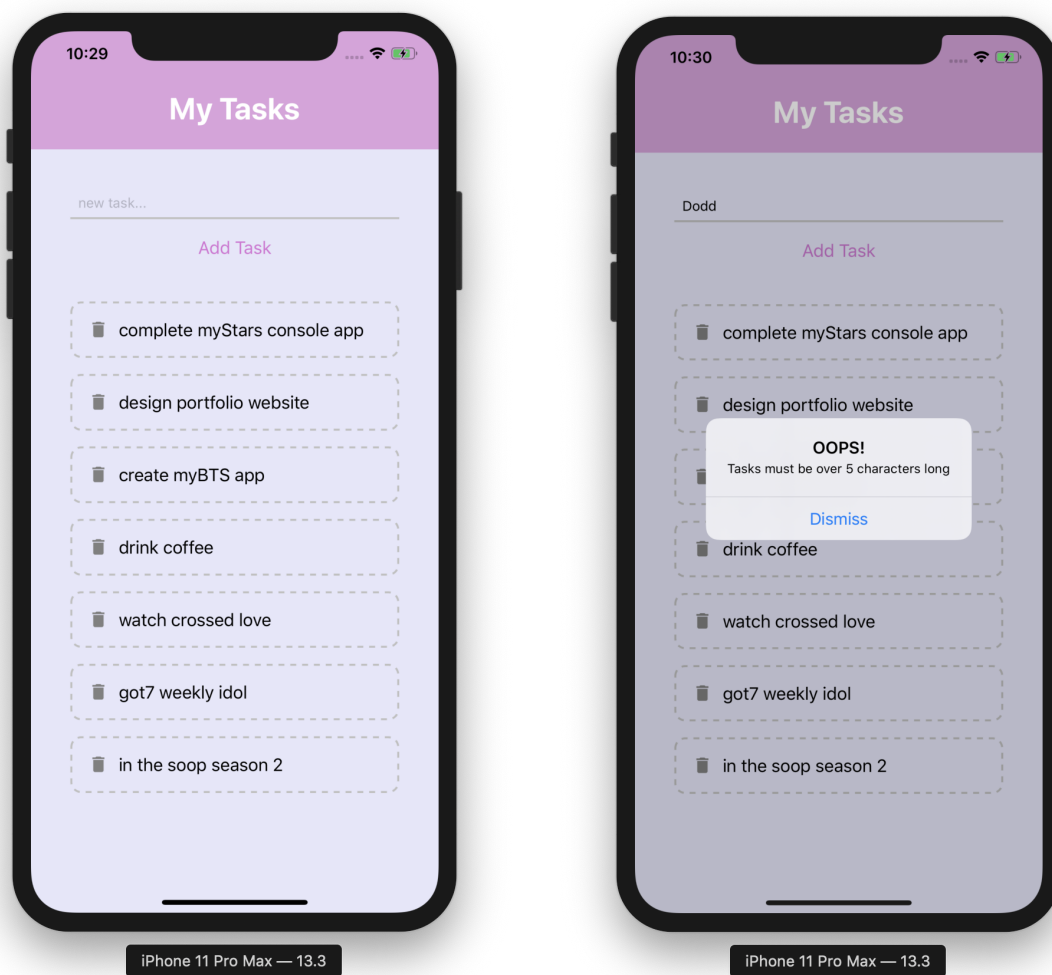 10:29
My Tasks
new task...
Add Task
complete myStars console app
design portfolio website
create myBTS app
drink coffee
watch crossed love
got7 weekly idol
in the soop season 2
iPhone 11 Pro Max — 13.3
10:30
My Tasks
Dodd
Add Task
complete myStars console app
design portfolio website
OOPS!
Tasks must be over 5 characters long
Dismiss
drink coffee
watch crossed love
got7 weekly idol
in the soop season 2
iPhone 11 Pro Max — 13.3